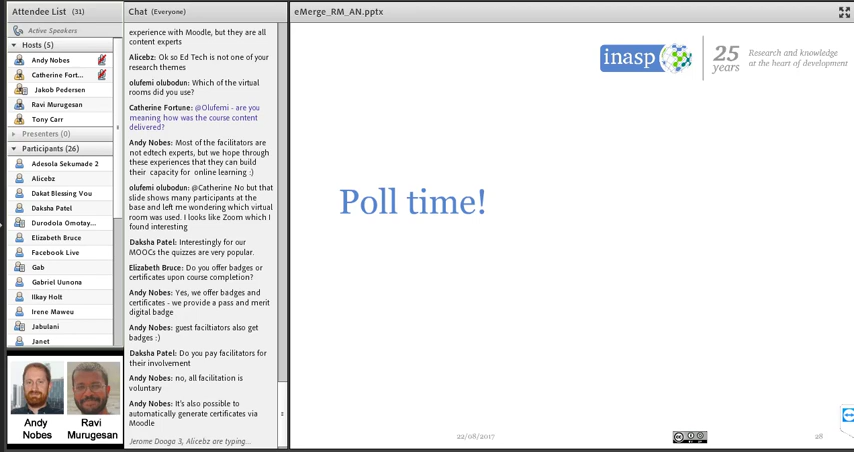 Attendee List (31)
Active Speakers
Hosts (5)
Andy Nobes
Catherine Fort...
Jakob Pedersen
Ravi Murugesan
Tony Carr
Presenters (0)
Participants (26)
Adesola Sekumade 2
Alicebz
Dakat Blessing Vou
Daksha Patel
Durodola Omotay...
Elizabeth Bruce
Facebook Live
Gab
Gabriel Uunona
Ilkay Holt
Irene Maweu
Jabulani
Janet
Andy
Nobes
Ravi
Murugesan
Chat (Everyone)
experience with Moodle, but they are all
content experts
Alicebz: Ok so Ed Tech is not one of your
research themes
olufemi olubodun: Which of the virtual
rooms did you use?
Catherine Fortune: @Olufemi - are you
meaning how was the course content
delivered?
Andy Nobes: Most of the facilitators are
not edtech experts, but we hope through
these experiences that they can build
their capacity for online learning :)
olufemi olubodun: @Catherine No but that
slide shows many participants at the
base and left me wondering which virtual
room was used. I looks like Zoom which I
found interesting
Daksha Patel: Interestingly for our
MOOCs the quizzes are very popular.
Elizabeth Bruce: Do you offer badges or
certificates upon course completion?
Andy Nobes: Yes, we offer badges and
certificates - we provide a pass and merit
digital badge
Andy Nobes: guest faciltiators also get
badges :)
Daksha Patel: Do you pay facilitators for
their involvement
Andy Nobes: no, all facilitation is
voluntary
Andy Nobes: It's also possible to
automatically generate certificates via
Moodle
Jerome Dooga 3, Alicebz are typing...
eMerge_RM_AN.pptx
inasp
25
years
Research and knowledge
at the heart of development
Poll time!
22/08/2017
28